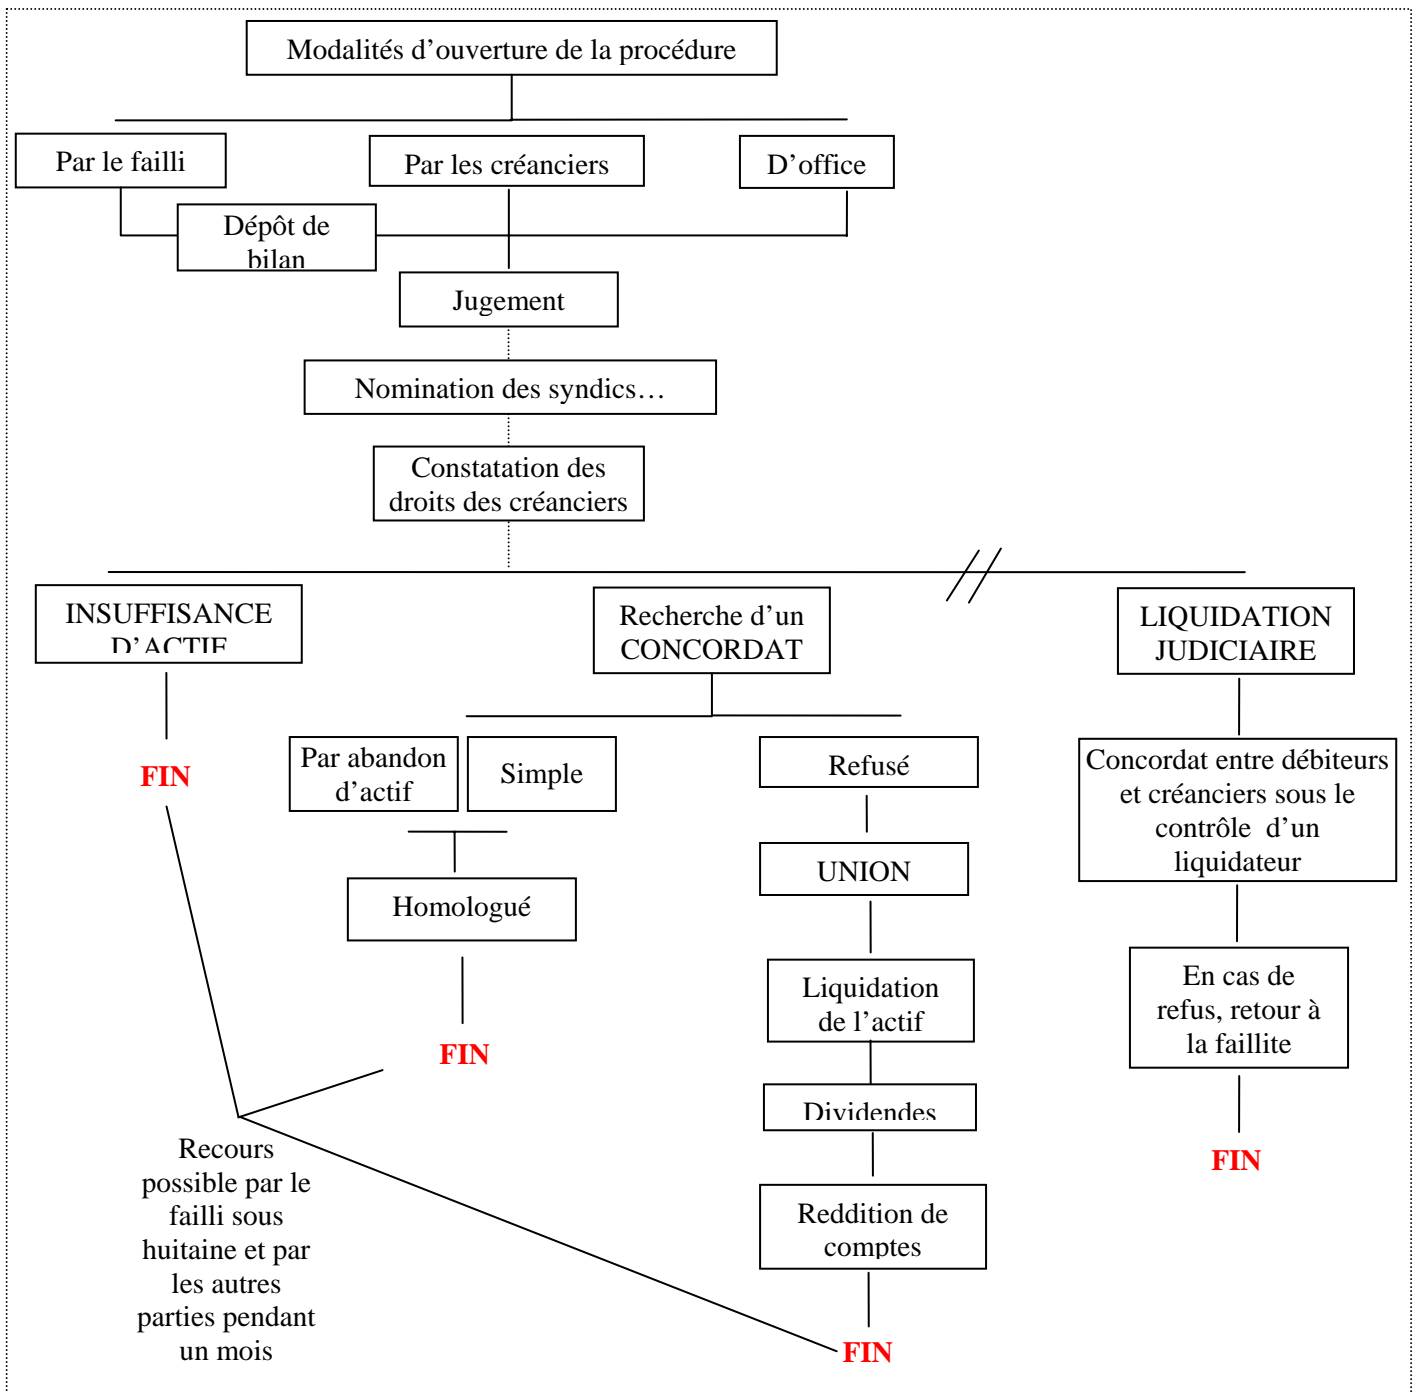 Modalités d’ouverture de la procédure
Par le failli
Par les créanciers
D’office
Dépôt de
bilan
Jugement
Nomination des syndics…
Constatation des
droits des créanciers
INSUFFISANCE
D’ACTIF
Recherche d’un
CONCORDAT
LIQUIDATION
JUDICIAIRE
FIN
Par abandon
d’actif
Simple
Refusé
Concordat entre débiteurs
et créanciers sous le
contrôle d’un
liquidateur
UNION
Homologué
Liquidation
de l’actif
En cas de
refus, retour à
la faillite
FIN
Dividendes
Recours
possible par le
failli sous
huitaine et par
les autres
parties pendant
un mois
FIN
Reddition de
comptes
FIN